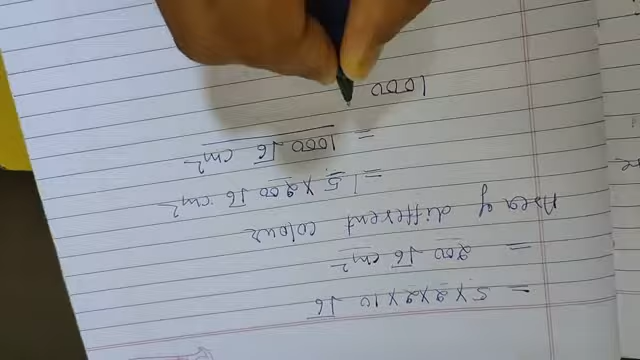 = 5 × 2 × 2 × 10 √6
= 200 √6 cm²
Area of different colour
= 5 × 200 √6 cm²
= 1000 √6 cm²
1000